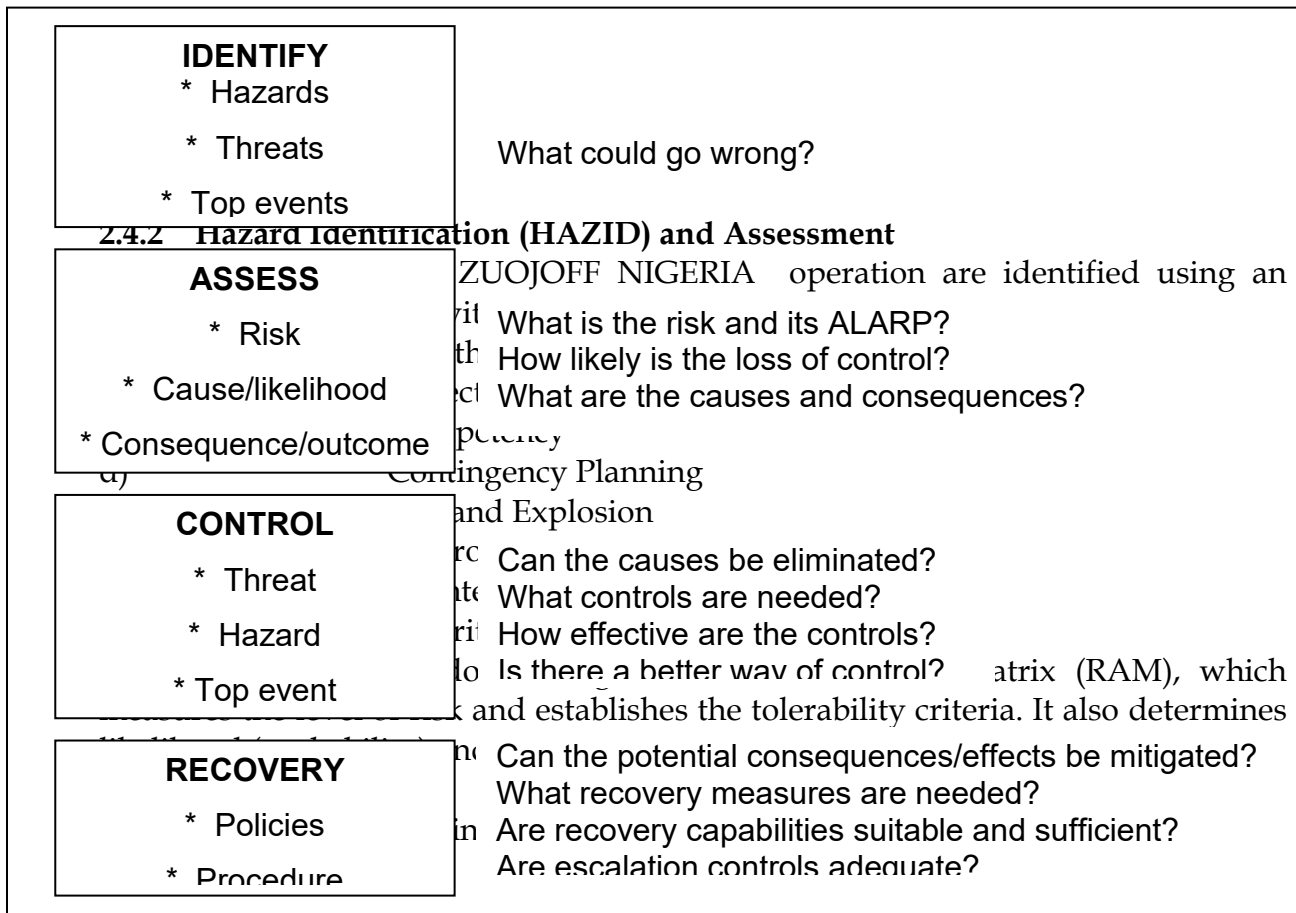 IDENTIFY
* Hazards
* Threats
* Top events
What could go wrong?
2.4.2 Hazard Identification (HAZID) and Assessment
ASSESS
* Risk
* Cause/likelihood
* Consequence/outcome
ZUOJOFF NIGERIA operation are identified using an
What is the risk and its ALARP?
How likely is the loss of control?
What are the causes and consequences?
d) Contingency Planning
and Explosion
CONTROL
* Threat
* Hazard
* Top event
Can the causes be eliminated?
What controls are needed?
How effective are the controls?
Is there a better way of control?
(RAM), which
and establishes the tolerability criteria. It also determines
RECOVERY
* Policies
* Procedure
Can the potential consequences/effects be mitigated?
What recovery measures are needed?
Are recovery capabilities suitable and sufficient?
Are escalation controls adequate?